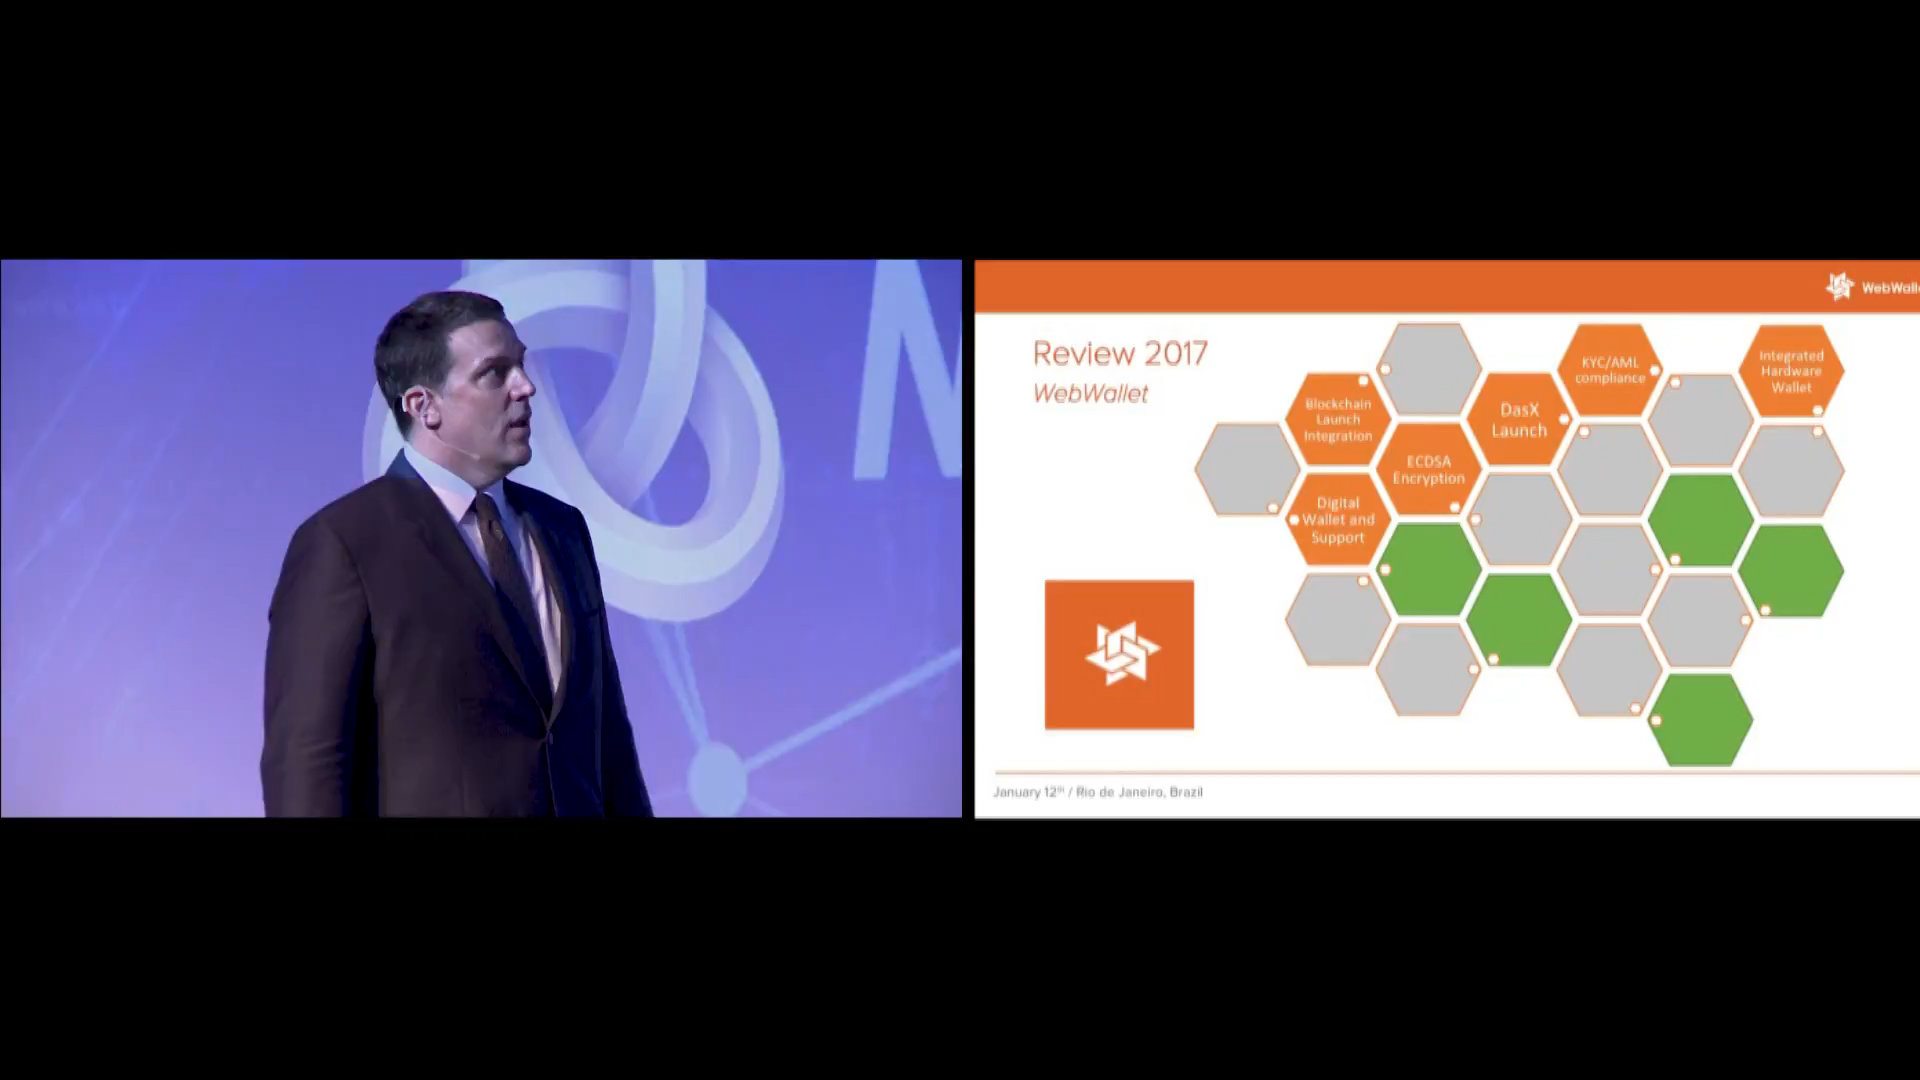 WebWalle
Review 2017
WebWallet
Blockchain
Launch
Integration
Digital
Wallet and
Support
ECDSA
Encryption
DasX
Launch
KYC/AML
compliance
Integrated
Hardware
Wallet
January 12th / Rio de Janeiro, Brazil